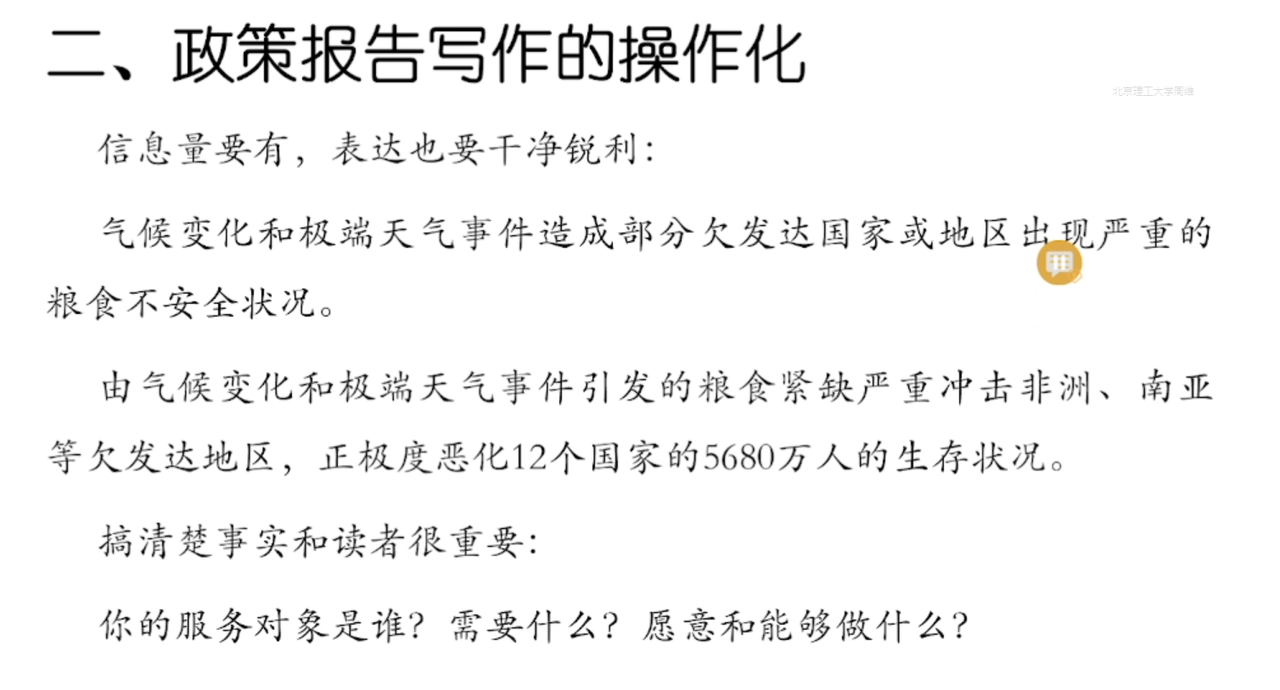 二、政策报告写作的操作化
北京理工大学周维
信息量要有，表达也要干净锐利：
气候变化和极端天气事件造成部分欠发达国家或地区出现严重的
粮食不安全状况。
由气候变化和极端天气事件引发的粮食紧缺严重冲击非洲、南亚
等欠发达地区，正极度恶化12个国家的5680万人的生存状况。
搞清楚事实和读者很重要：
你的服务对象是谁？需要什么？愿意和能够做什么？